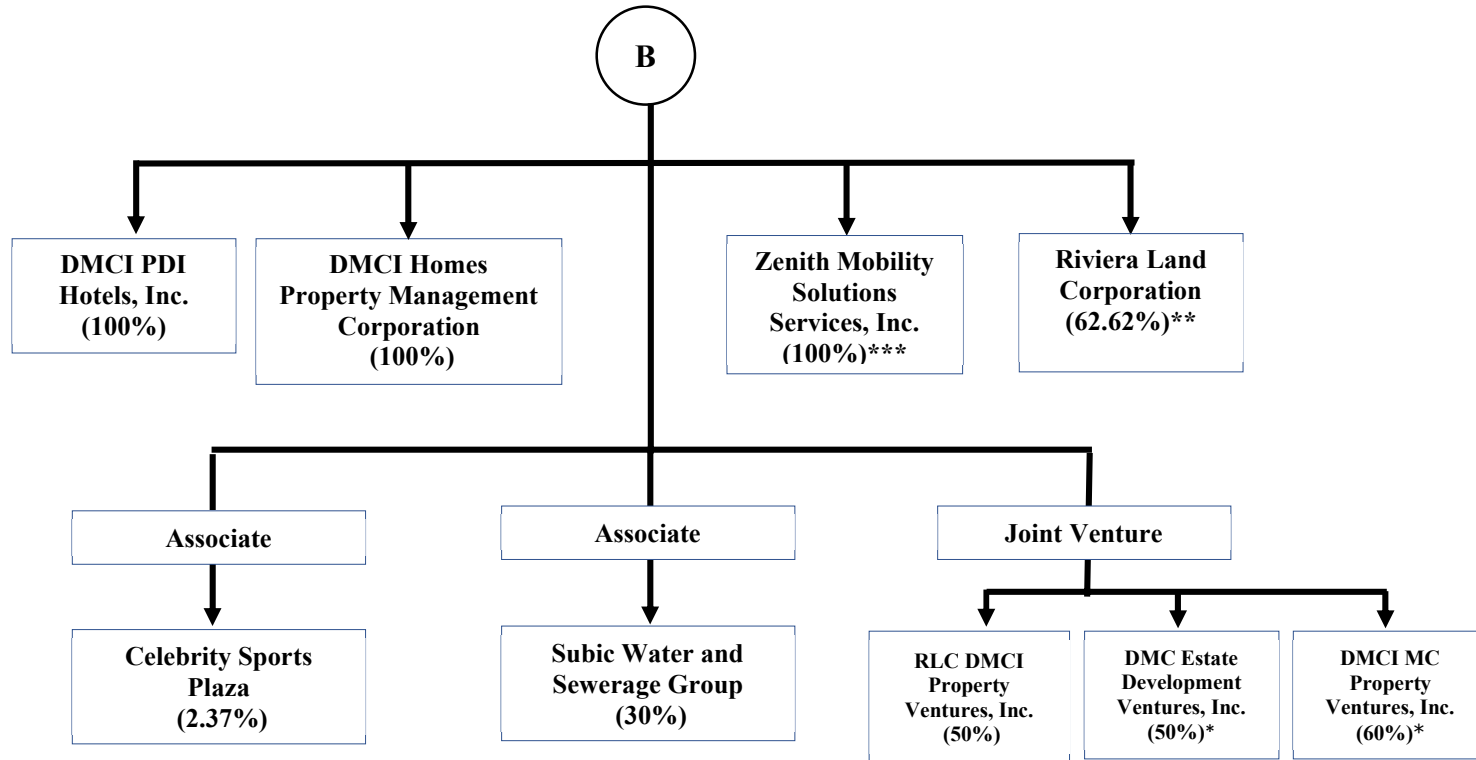 B
DMCI PDI
Hotels, Inc.
(100%)
DMCI Homes
Property Management
Corporation
(100%)
Zenith Mobility
Solutions
Services, Inc.
(100%)***
Riviera Land
Corporation
(62.62%)**
Associate
Associate
Joint Venture
Celebrity Sports
Plaza
(2.37%)
Subic Water and
Sewerage Group
(30%)
RLC DMCI
Property
Ventures, Inc.
(50%)
DMC Estate
Development
Ventures, Inc.
(50%)*
DMCI MC
Property
Ventures, Inc.
(60%)*